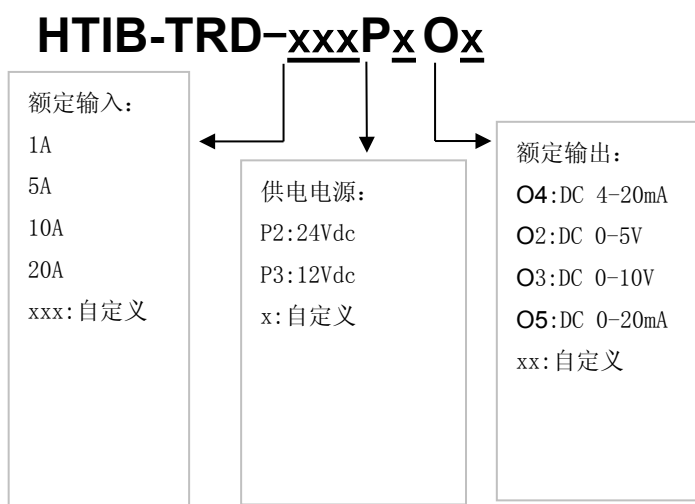 HTIB-TRD-xxxPxOx
额定输入:
1A
5A
10A
20A
xxx:自定义
供电电源:
P2:24Vdc
P3:12Vdc
x:自定义
额定输出:
O4:DC 4-20mA
O2:DC 0-5V
O3:DC 0-10V
O5:DC 0-20mA
xx:自定义